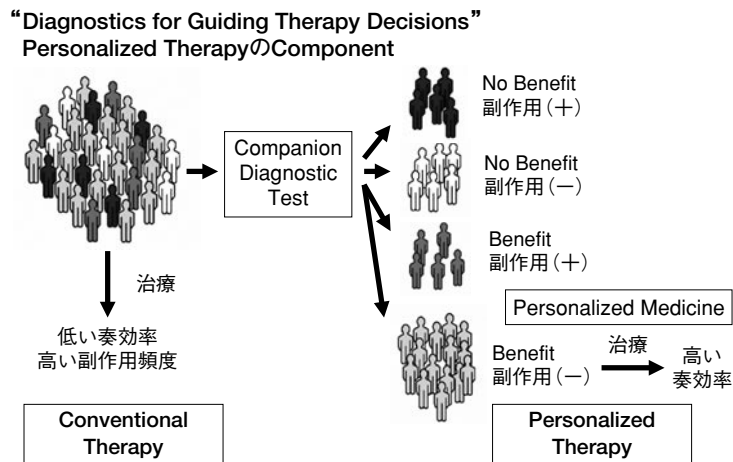 “Diagnostics for Guiding Therapy Decisions”
Personalized TherapyのComponent
Companion
Diagnostic
Test
No Benefit
副作用(＋)
No Benefit
副作用(－)
Benefit
副作用(＋)
治療
低い奏効率
高い副作用頻度
Personalized Medicine
Benefit
副作用(－)
治療
高い
奏効率
Conventional
Therapy
Personalized
Therapy